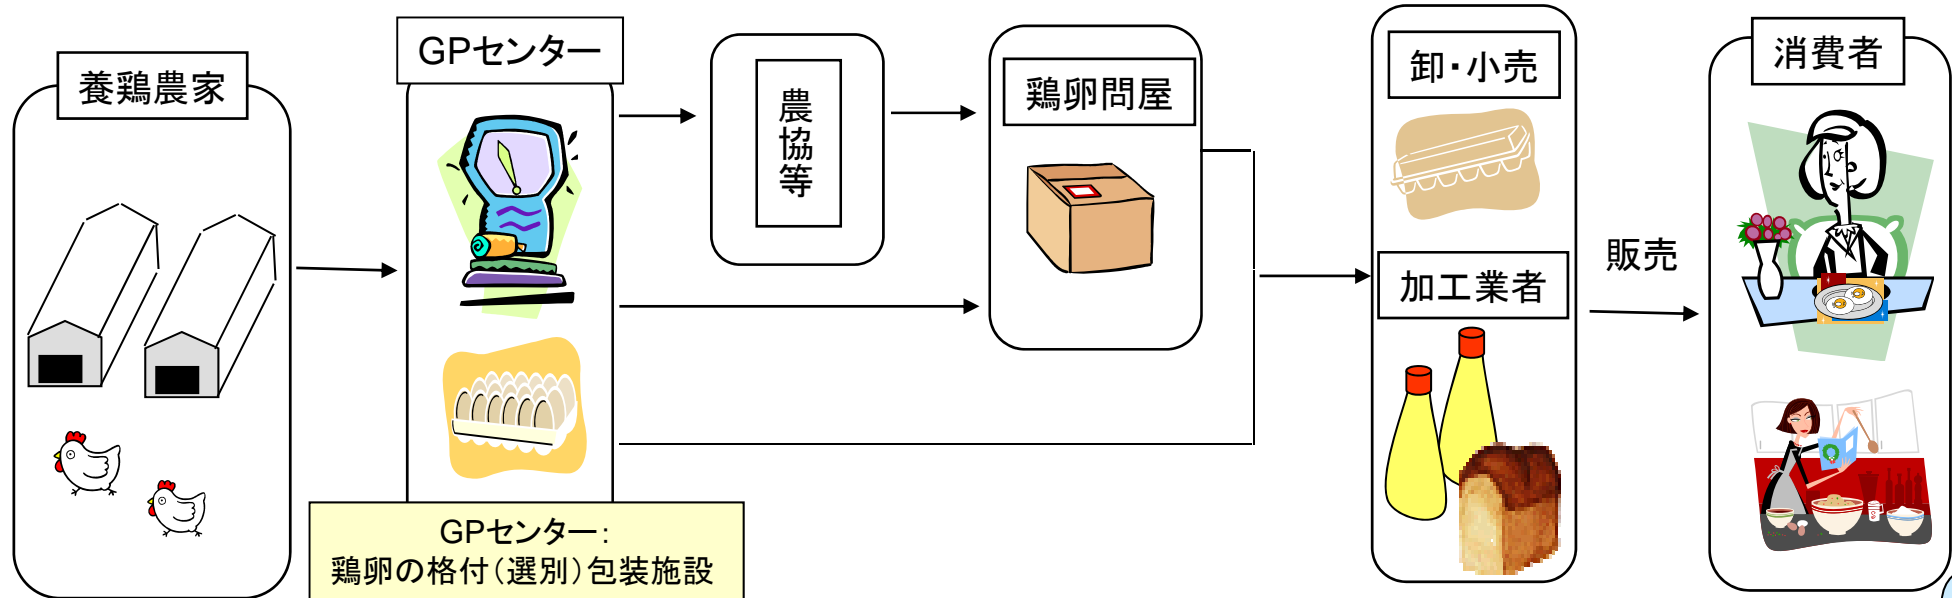 養鶏農家
GPセンター
農協等
鶏卵問屋
卸・小売
加工業者
販売
消費者
GPセンター：
鶏卵の格付（選別）包装施設